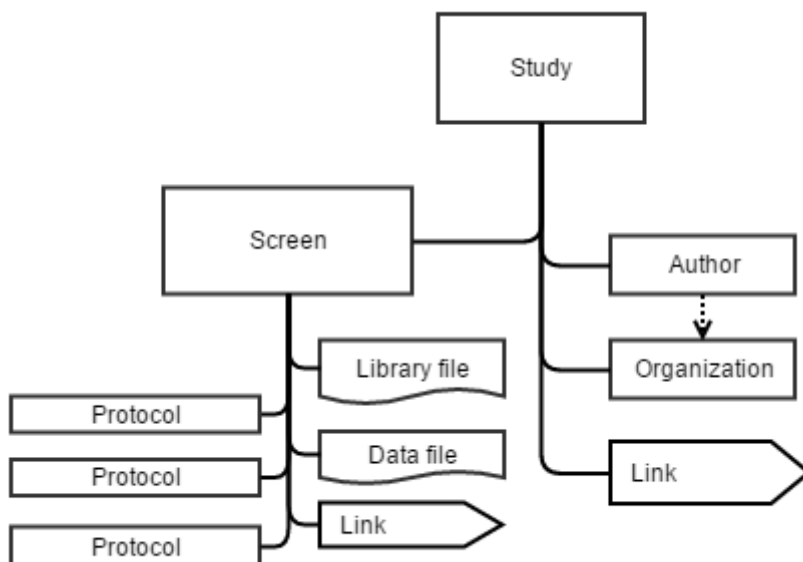 Study
Screen
Author
Library file
Organization
Protocol
Data file
Link
Protocol
Link
Protocol